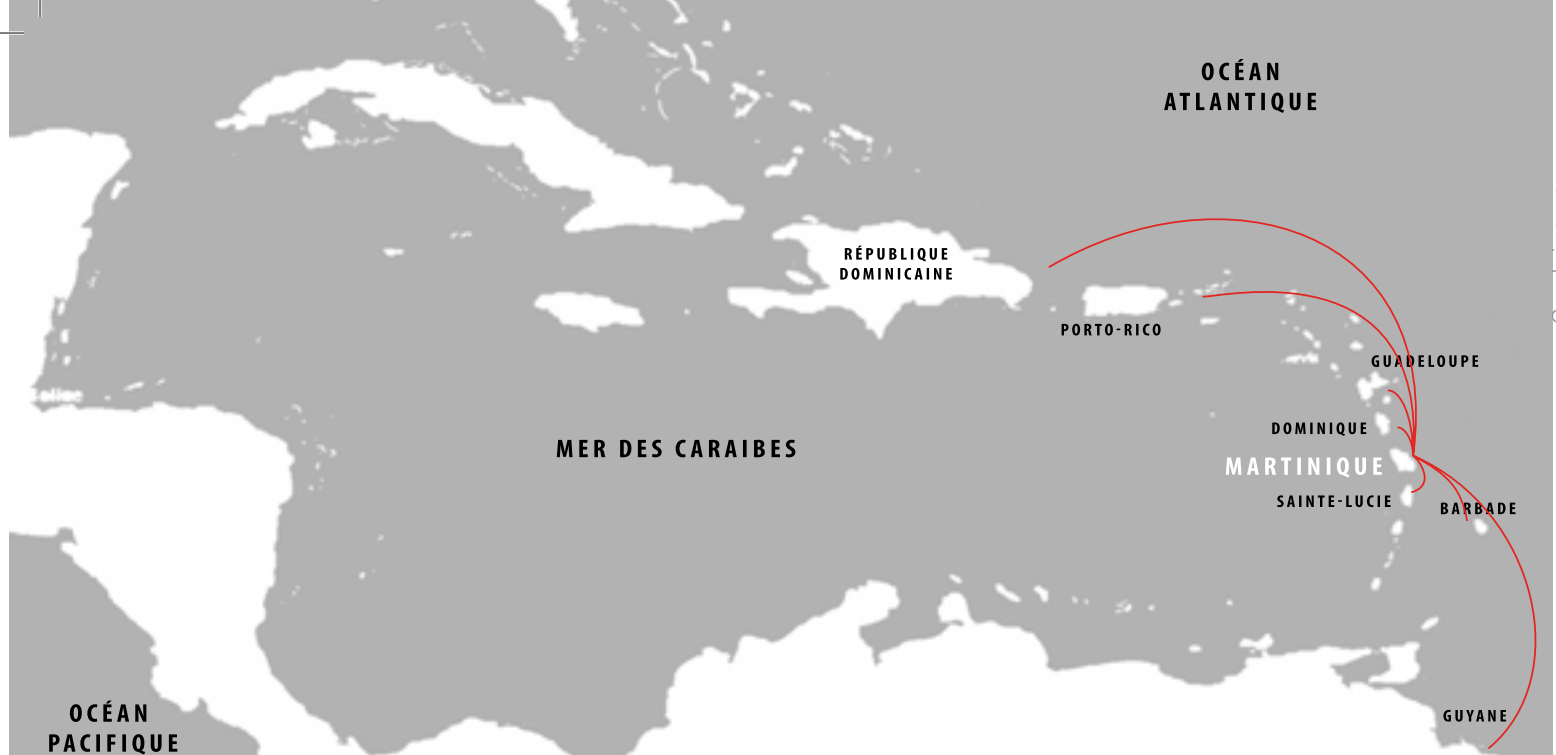 OCÉAN
ATLANTIQUE
RÉPUBLIQUE
DOMINICAINE
PORTO-RICO
GUADELOUPE
DOMINIQUE
MER DES CARAIBES
MARTINIQUE
SAINTE-LUCIE
BARBADE
OCÉAN
PACIFIQUE
GUYANE